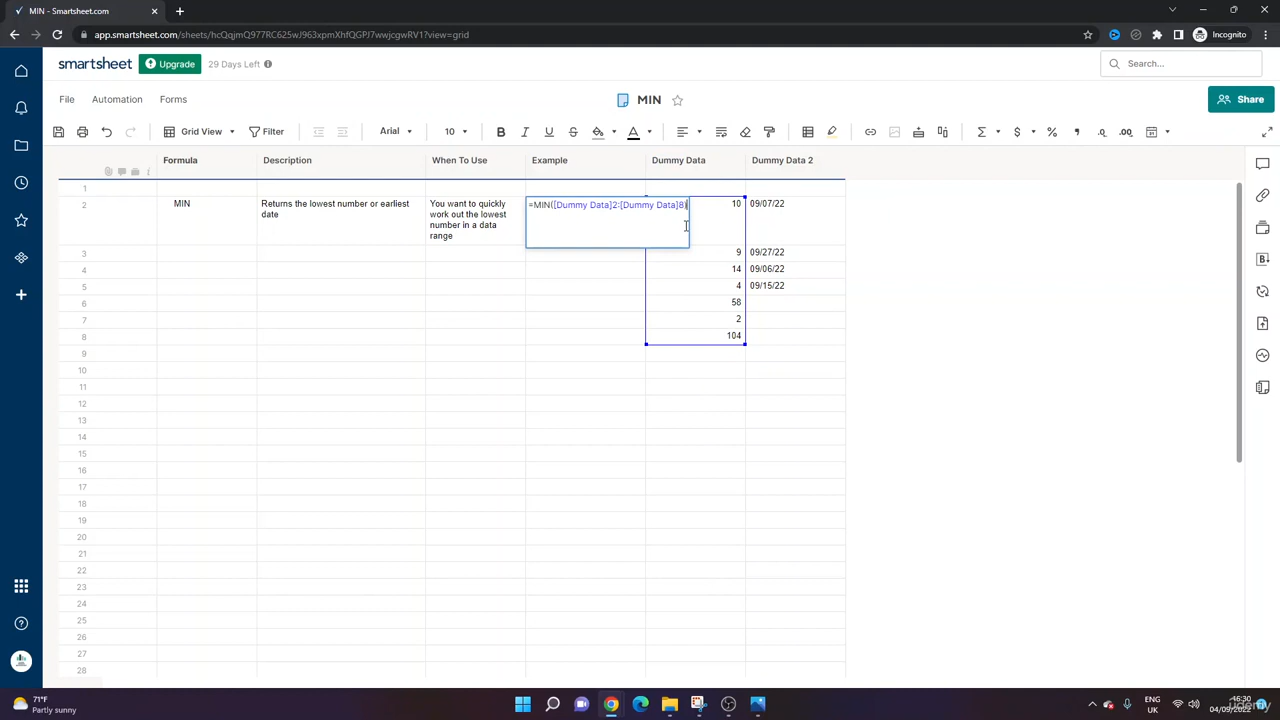 MIN - Smartsheet.com
app.smartsheet.com/sheets/hcQqjmQ977RC625wJ963xpmXhfQGPJ7wwjcgwRV1?view=grid
Incognito
smartsheet
Upgrade
29 Days Left
Search...
File
Automation
Forms
MIN
Share
Grid View
Filter
Arial
10
Formula
Description
When To Use
Example
Dummy Data
Dummy Data 2
1
2
MIN
Returns the lowest number or earliest
date
You want to quickly
work out the lowest
number in a data
range
=MIN([Dummy Data]2:[Dummy Data]8)
10
09/07/22
3
9
09/27/22
4
14
09/06/22
5
4
09/15/22
6
58
7
2
8
104
9
10
11
12
13
14
15
16
17
18
19
20
21
22
23
24
25
26
27
28
71°F
Partly sunny
ENG
UK
16:30
udemy